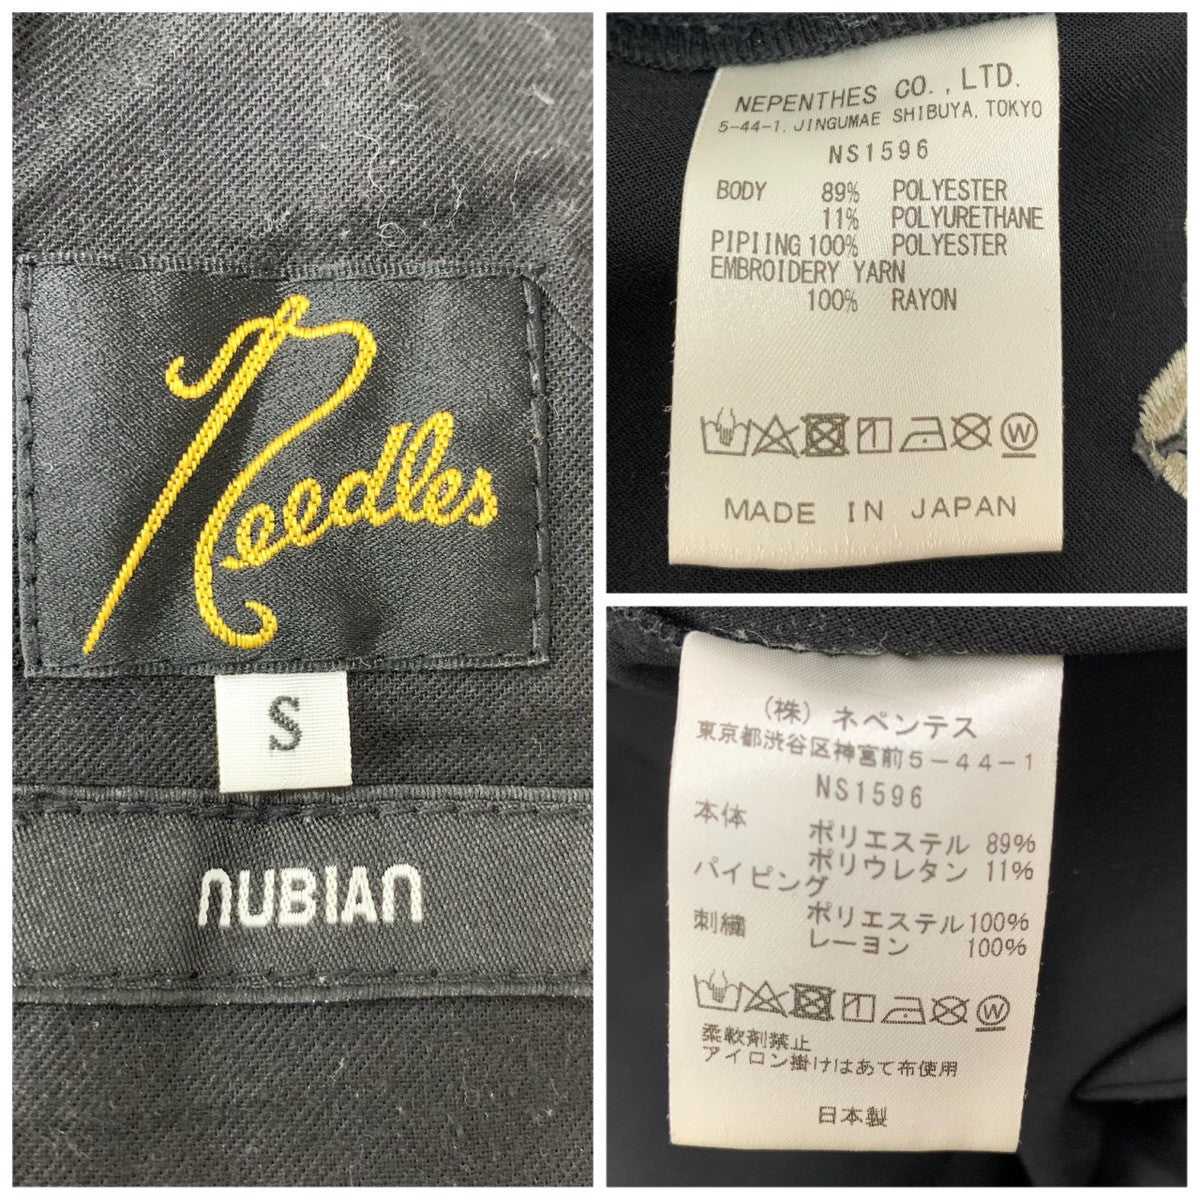 Needles
S
NUBIAN
NEPENTHES CO., LTD.
5-44-1, JINGUMAE SHIBUYA, TOKYO
NS1596
BODY 89% POLYESTER
11% POLYURETHANE
PIPIING 100% POLYESTER
EMBROIDERY YARN
100% RAYON
W
MADE IN JAPAN
(株) ネペンテス
東京都渋谷区神宮前5-44-1
NS1596
本体 ポリエステル 89%
ポリウレタン 11%
パイピング
ポリエステル100%
刺繍 レーヨン 100%
W
柔軟剤禁止
アイロン掛けはあて布使用
日本製